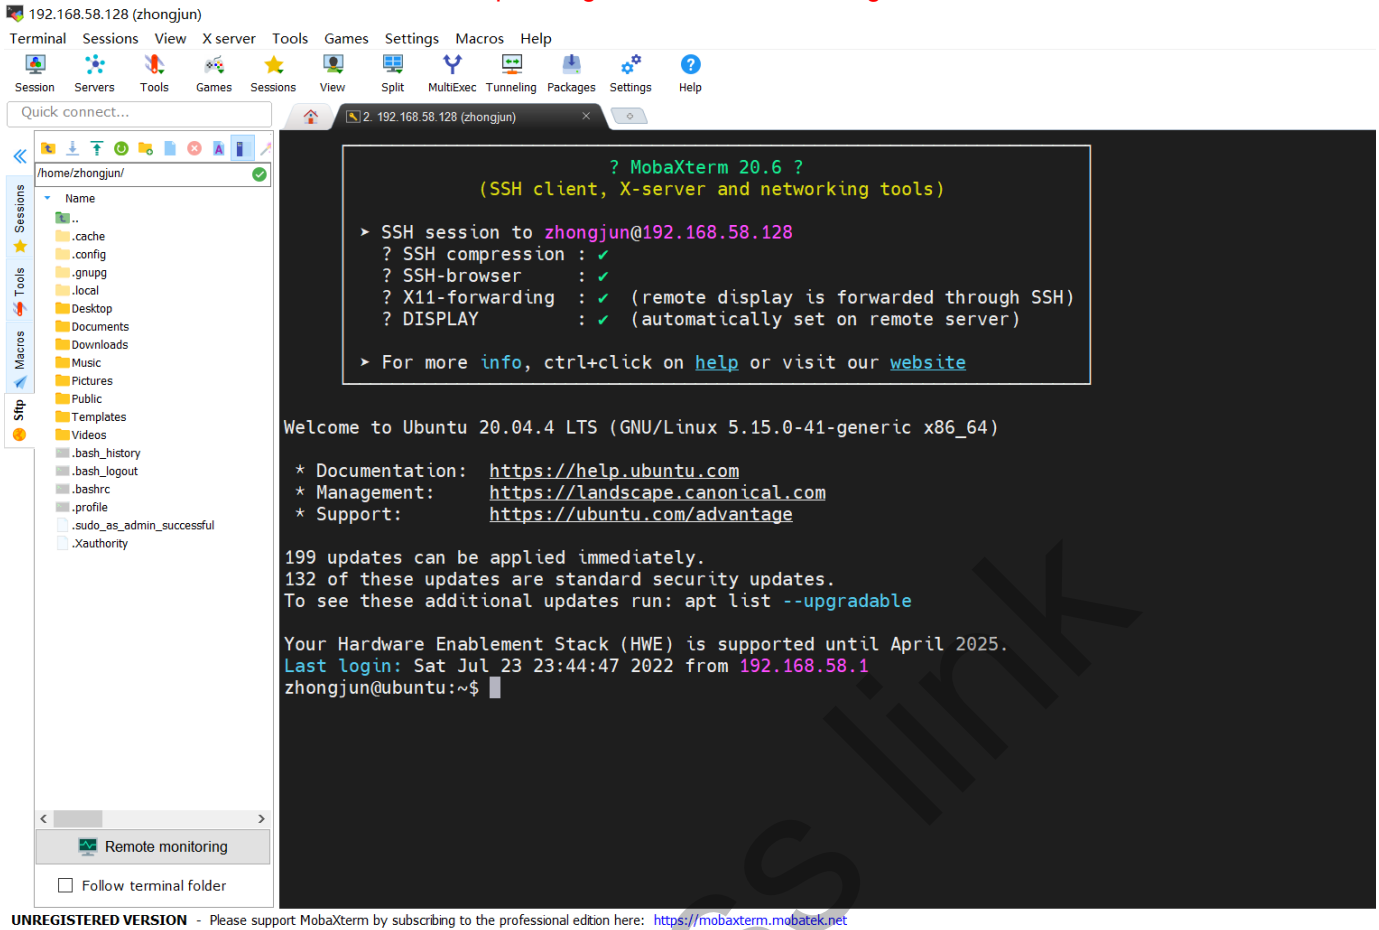 192.168.58.128 (zhongjun)
Terminal Sessions View X server Tools Games Settings Macros Help
Session Servers Tools Games Sessions View Split MultiExec Tunneling Packages Settings Help
Quick connect...
2. 192.168.58.128 (zhongjun)
/home/zhongjun/
Name
..
.cache
.config
.gnupg
.local
Desktop
Documents
Downloads
Music
Pictures
Public
Templates
Videos
.bash_history
.bash_logout
.bashrc
.profile
.sudo_as_admin_successful
.Xauthority
Sessions
Tools
Macros
Sftp
Remote monitoring
Follow terminal folder
? MobaXterm 20.6 ?
(SSH client, X-server and networking tools)
➤ SSH session to zhongjun@192.168.58.128
? SSH compression : ✔
? SSH-browser : ✔
? X11-forwarding : ✔ (remote display is forwarded through SSH)
? DISPLAY : ✔ (automatically set on remote server)
➤ For more info, ctrl+click on help or visit our website
Welcome to Ubuntu 20.04.4 LTS (GNU/Linux 5.15.0-41-generic x86_64)
* Documentation: https://help.ubuntu.com
* Management: https://landscape.canonical.com
* Support: https://ubuntu.com/advantage
199 updates can be applied immediately.
132 of these updates are standard security updates.
To see these additional updates run: apt list --upgradable
Your Hardware Enablement Stack (HWE) is supported until April 2025.
Last login: Sat Jul 23 23:44:47 2022 from 192.168.58.1
zhongjun@ubuntu:~$
UNREGISTERED VERSION - Please support MobaXterm by subscribing to the professional edition here: https://mobaxterm.mobatek.net
link